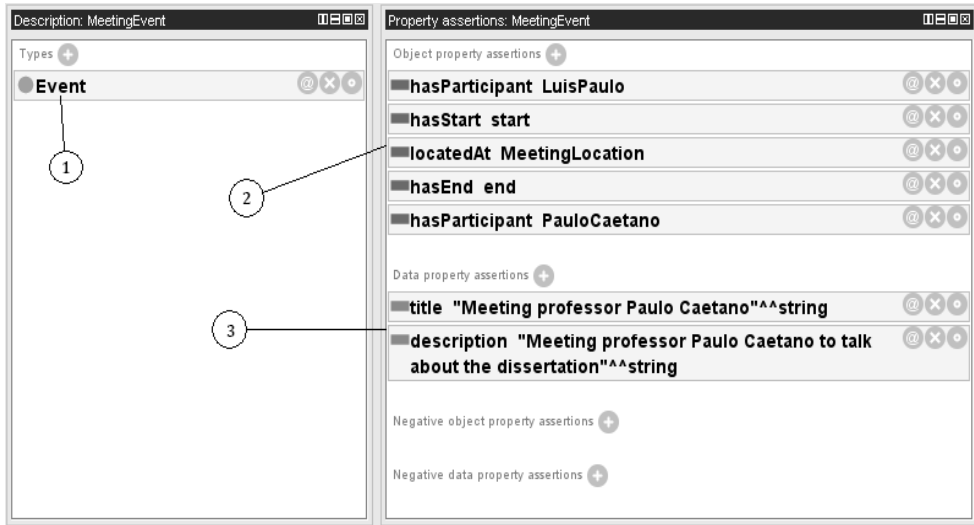 Description: MeetingEvent
Types
Event
1
Property assertions: MeetingEvent
Object property assertions
hasParticipant LuisPaulo
hasStart start
locatedAt MeetingLocation
hasEnd end
hasParticipant PauloCaetano
2
Data property assertions
title "Meeting professor Paulo Caetano"^^string
description "Meeting professor Paulo Caetano to talk
about the dissertation"^^string
3
Negative object property assertions
Negative data property assertions